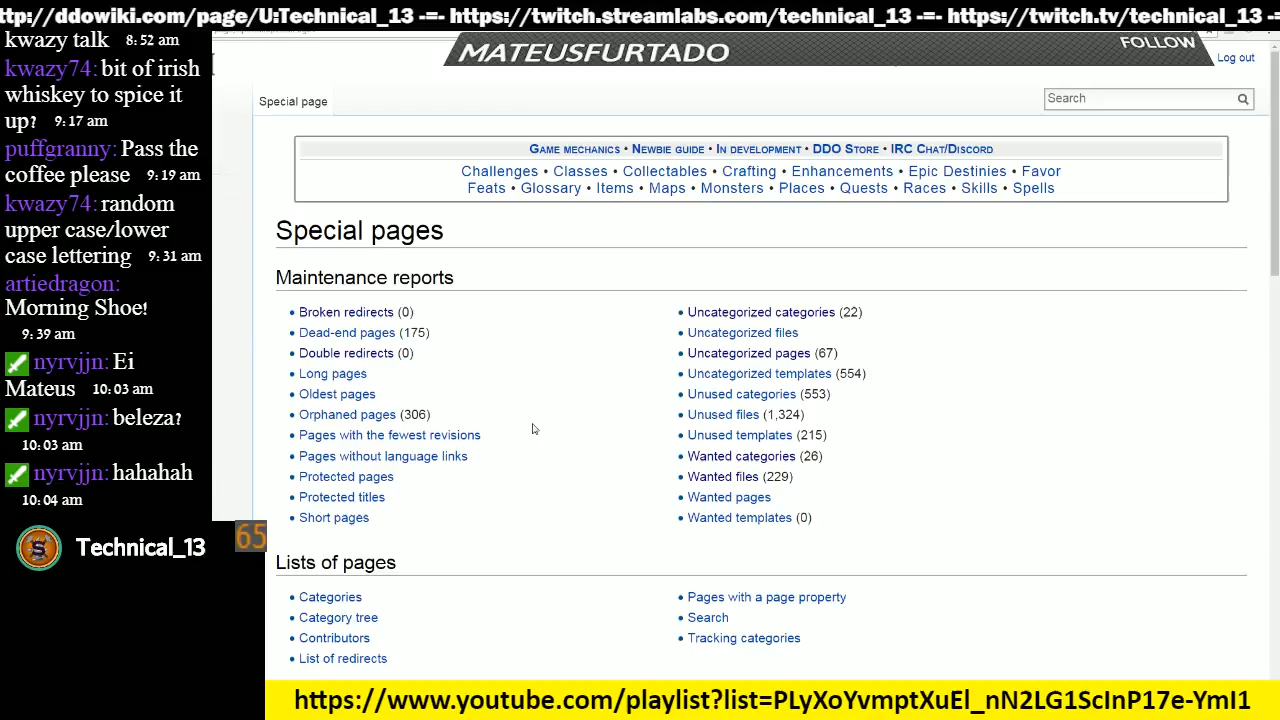 ttp://ddowiki.com/page/U:Technical_13 -=- https://twitch.streamlabs.com/technical_13 -=- https://twitch.tv/technical_13 -=
kwazy talk 8:52 am
kwazy74: bit of irish
whiskey to spice it
up? 9:17 am
puffgranny: Pass the
coffee please 9:19 am
kwazy74: random
upper case/lower
case lettering 9:31 am
artiedragon:
Morning Shoe!
9:39 am
nyrvjjn: Ei
Mateus 10:03 am
nyrvjjn: beleza?
10:03 am
nyrvjjn: hahahah
10:04 am
Technical_13
65
MATEUSFURTADO
FOLLOW
Log out
Special page
Search
Game mechanics • Newbie guide • In development • DDO Store • IRC Chat/Discord
Challenges • Classes • Collectables • Crafting • Enhancements • Epic Destinies • Favor
Feats • Glossary • Items • Maps • Monsters • Places • Quests • Races • Skills • Spells
Special pages
Maintenance reports
• Broken redirects (0)
• Dead-end pages (175)
• Double redirects (0)
• Long pages
• Oldest pages
• Orphaned pages (306)
• Pages with the fewest revisions
• Pages without language links
• Protected pages
• Protected titles
• Short pages
• Uncategorized categories (22)
• Uncategorized files
• Uncategorized pages (67)
• Uncategorized templates (554)
• Unused categories (553)
• Unused files (1,324)
• Unused templates (215)
• Wanted categories (26)
• Wanted files (229)
• Wanted pages
• Wanted templates (0)
Lists of pages
• Categories
• Category tree
• Contributors
• List of redirects
• Pages with a page property
• Search
• Tracking categories
https://www.youtube.com/playlist?list=PLyXoYvmptXuEl_nN2LG1ScInP17e-YmI1